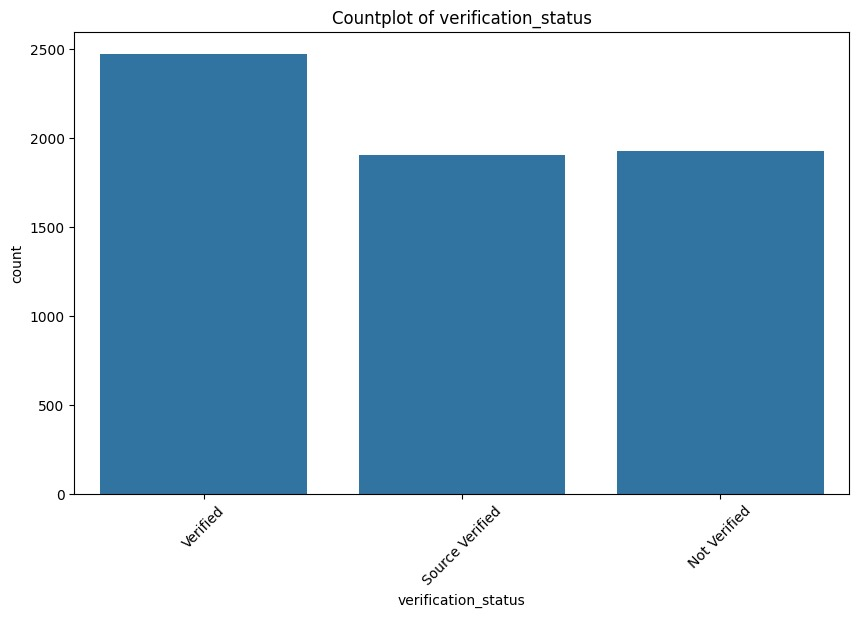 Countplot of verification_status
2500
2000
1500
1000
500
0
count
Verified
Source Verified
Not Verified
verification_status